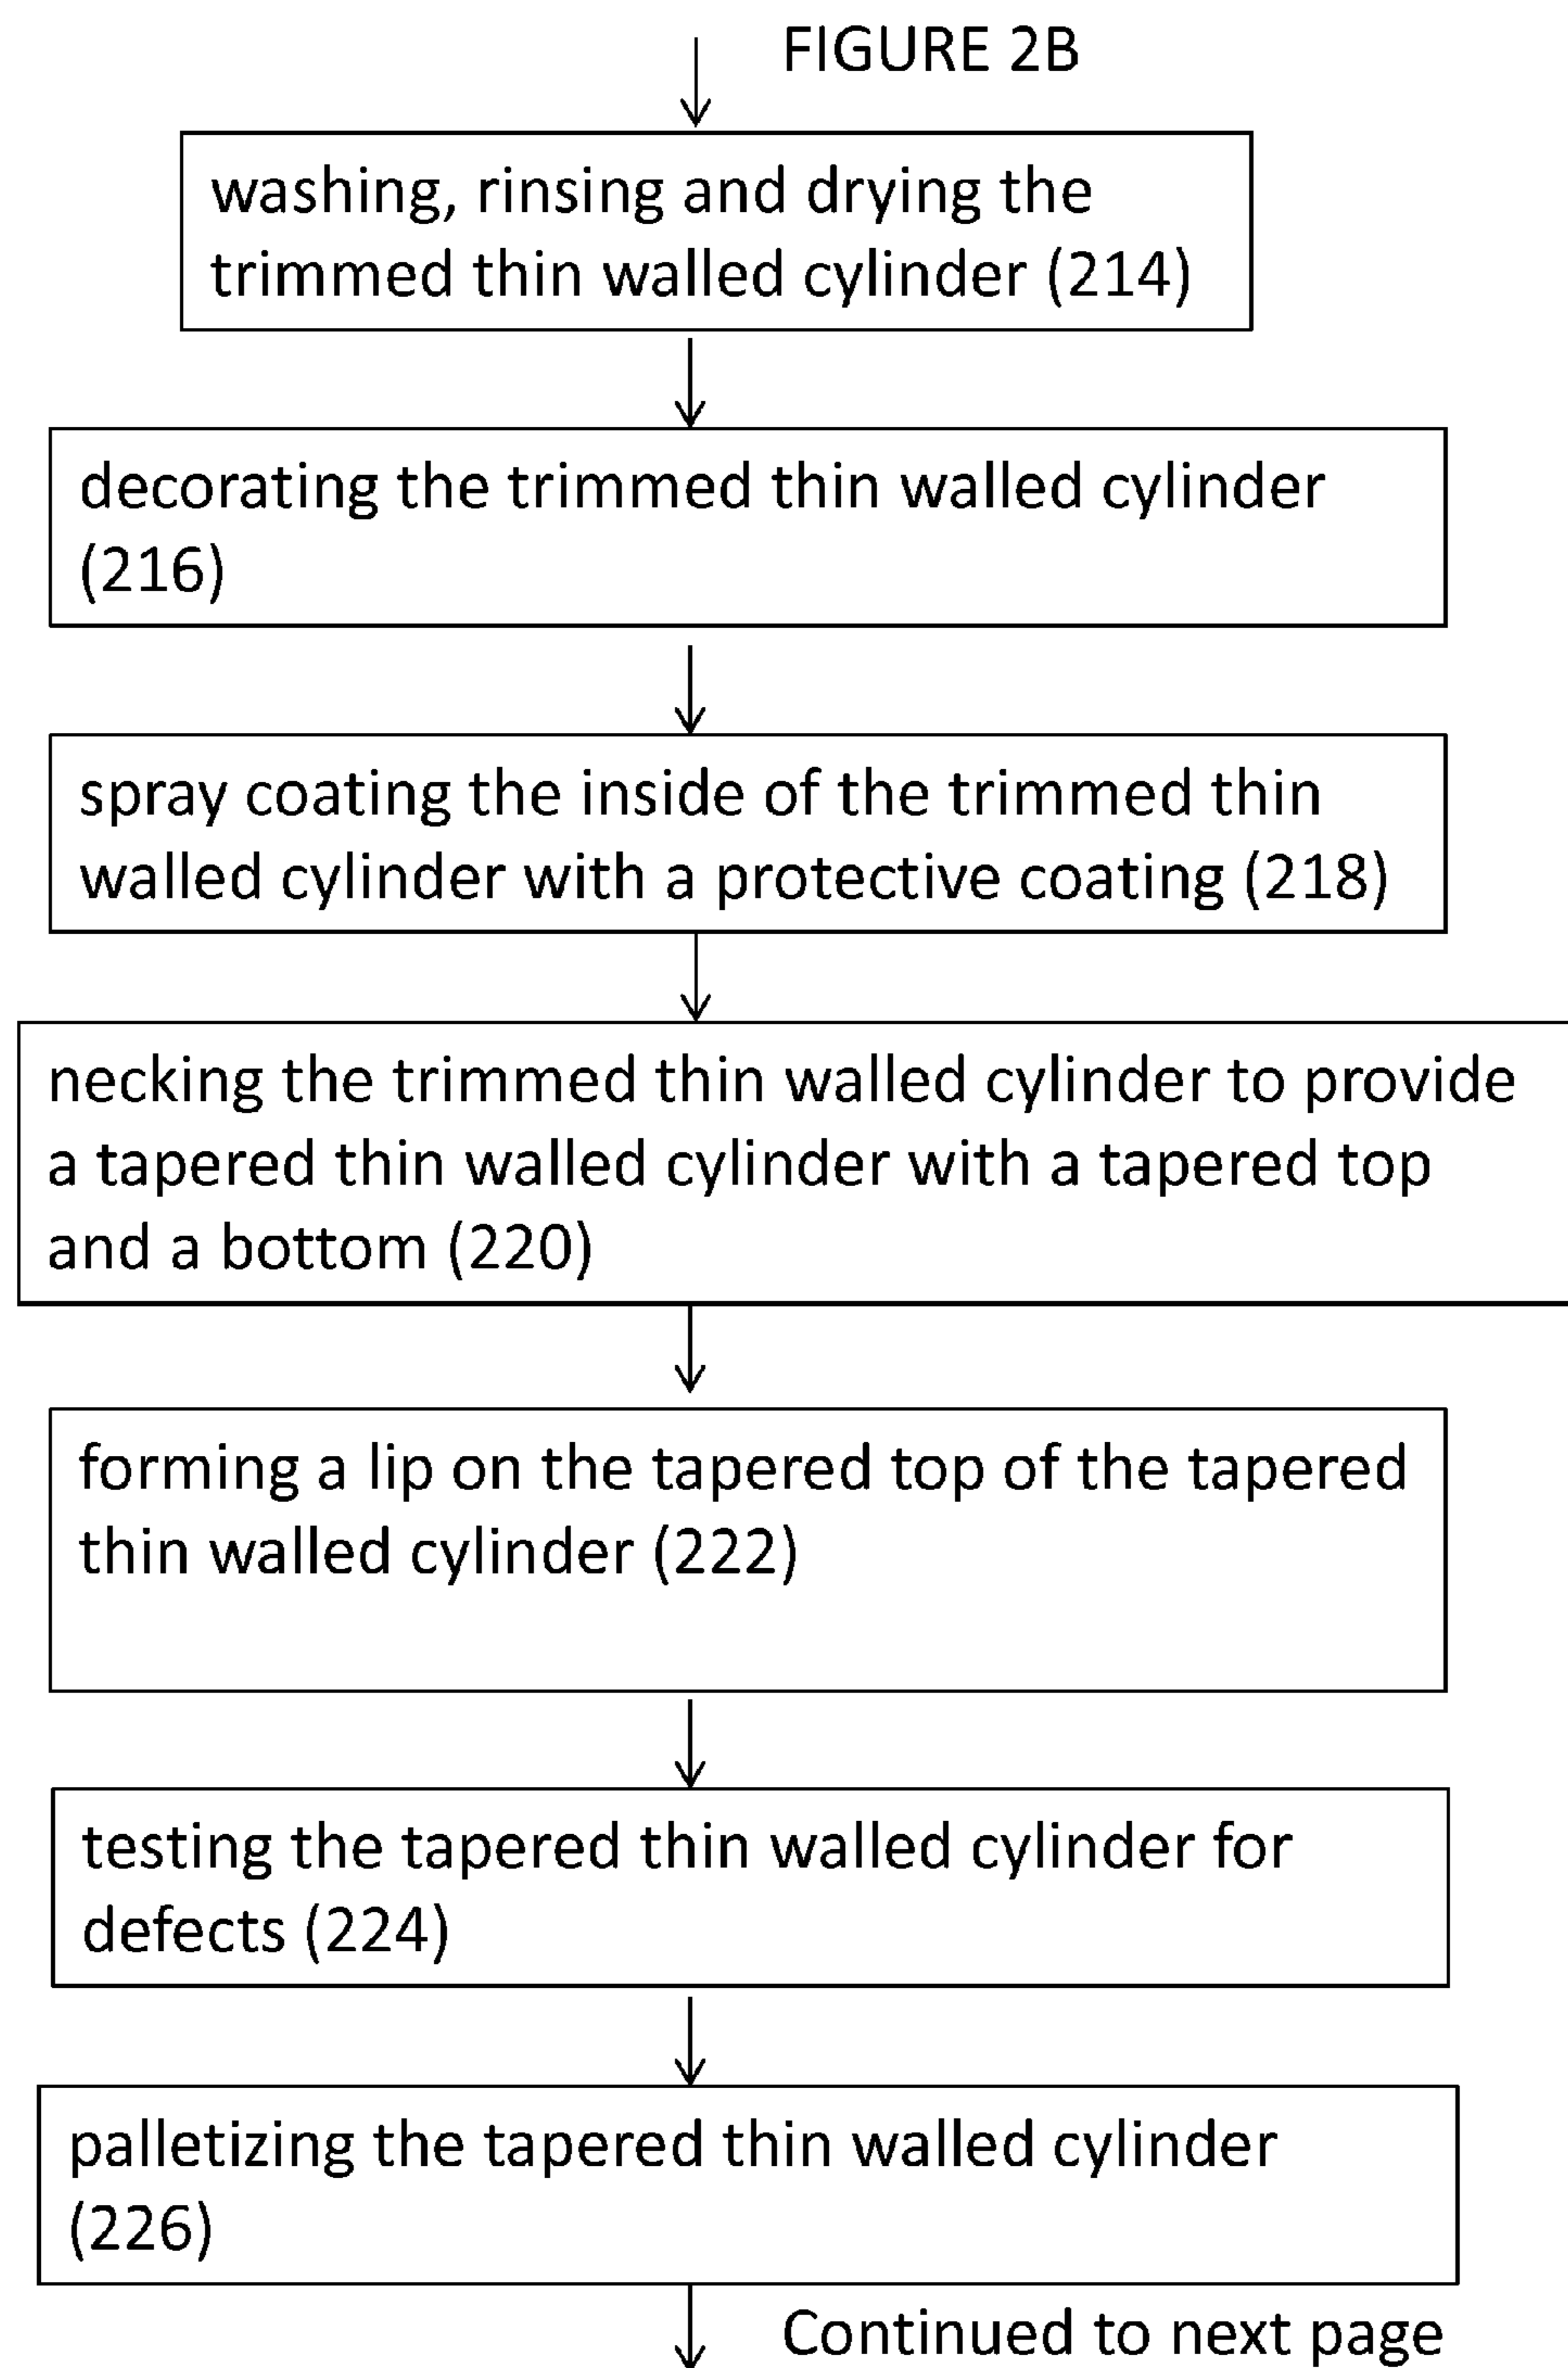 FIGURE 2B
washing, rinsing and drying the
trimmed thin walled cylinder (214)
decorating the trimmed thin walled cylinder
(216)
spray coating the inside of the trimmed thin
walled cylinder with a protective coating (218)
necking the trimmed thin walled cylinder to provide
a tapered thin walled cylinder with a tapered top
and a bottom (220)
forming a lip on the tapered top of the tapered
thin walled cylinder (222)
testing the tapered thin walled cylinder for
defects (224)
palletizing the tapered thin walled cylinder
(226)
Continued to next page